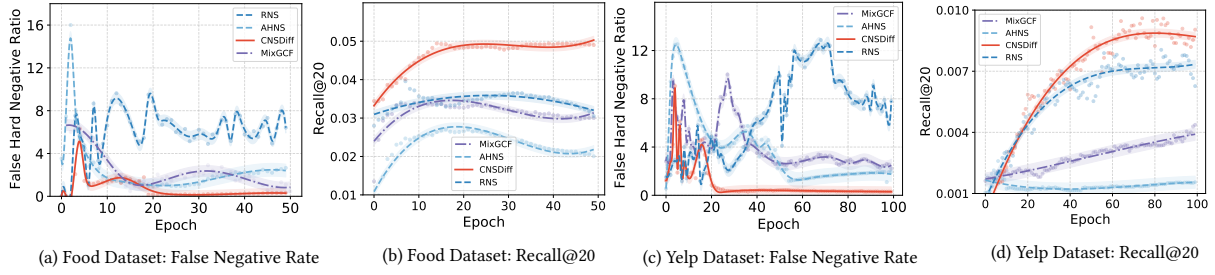 False Hard Negative Ratio
16
12
8
4
0
0 10 20 30 40 50
Epoch
RNS
AHNS
CNSDiff
MixGCF
(a) Food Dataset: False Negative Rate
Recall@20
0.05
0.04
0.03
0.02
0.01
0 10 20 30 40 50
Epoch
MixGCF
AHNS
CNSDiff
RNS
(b) Food Dataset: Recall@20
False Hard Negative Ratio
12
8
4
0
0 20 40 60 80 100
Epoch
MixGCF
AHNS
CNSDiff
RNS
(c) Yelp Dataset: False Negative Rate
Recall@20
0.010
0.007
0.004
0.001
0 20 40 60 80 100
Epoch
MixGCF
AHNS
CNSDiff
RNS
(d) Yelp Dataset: Recall@20